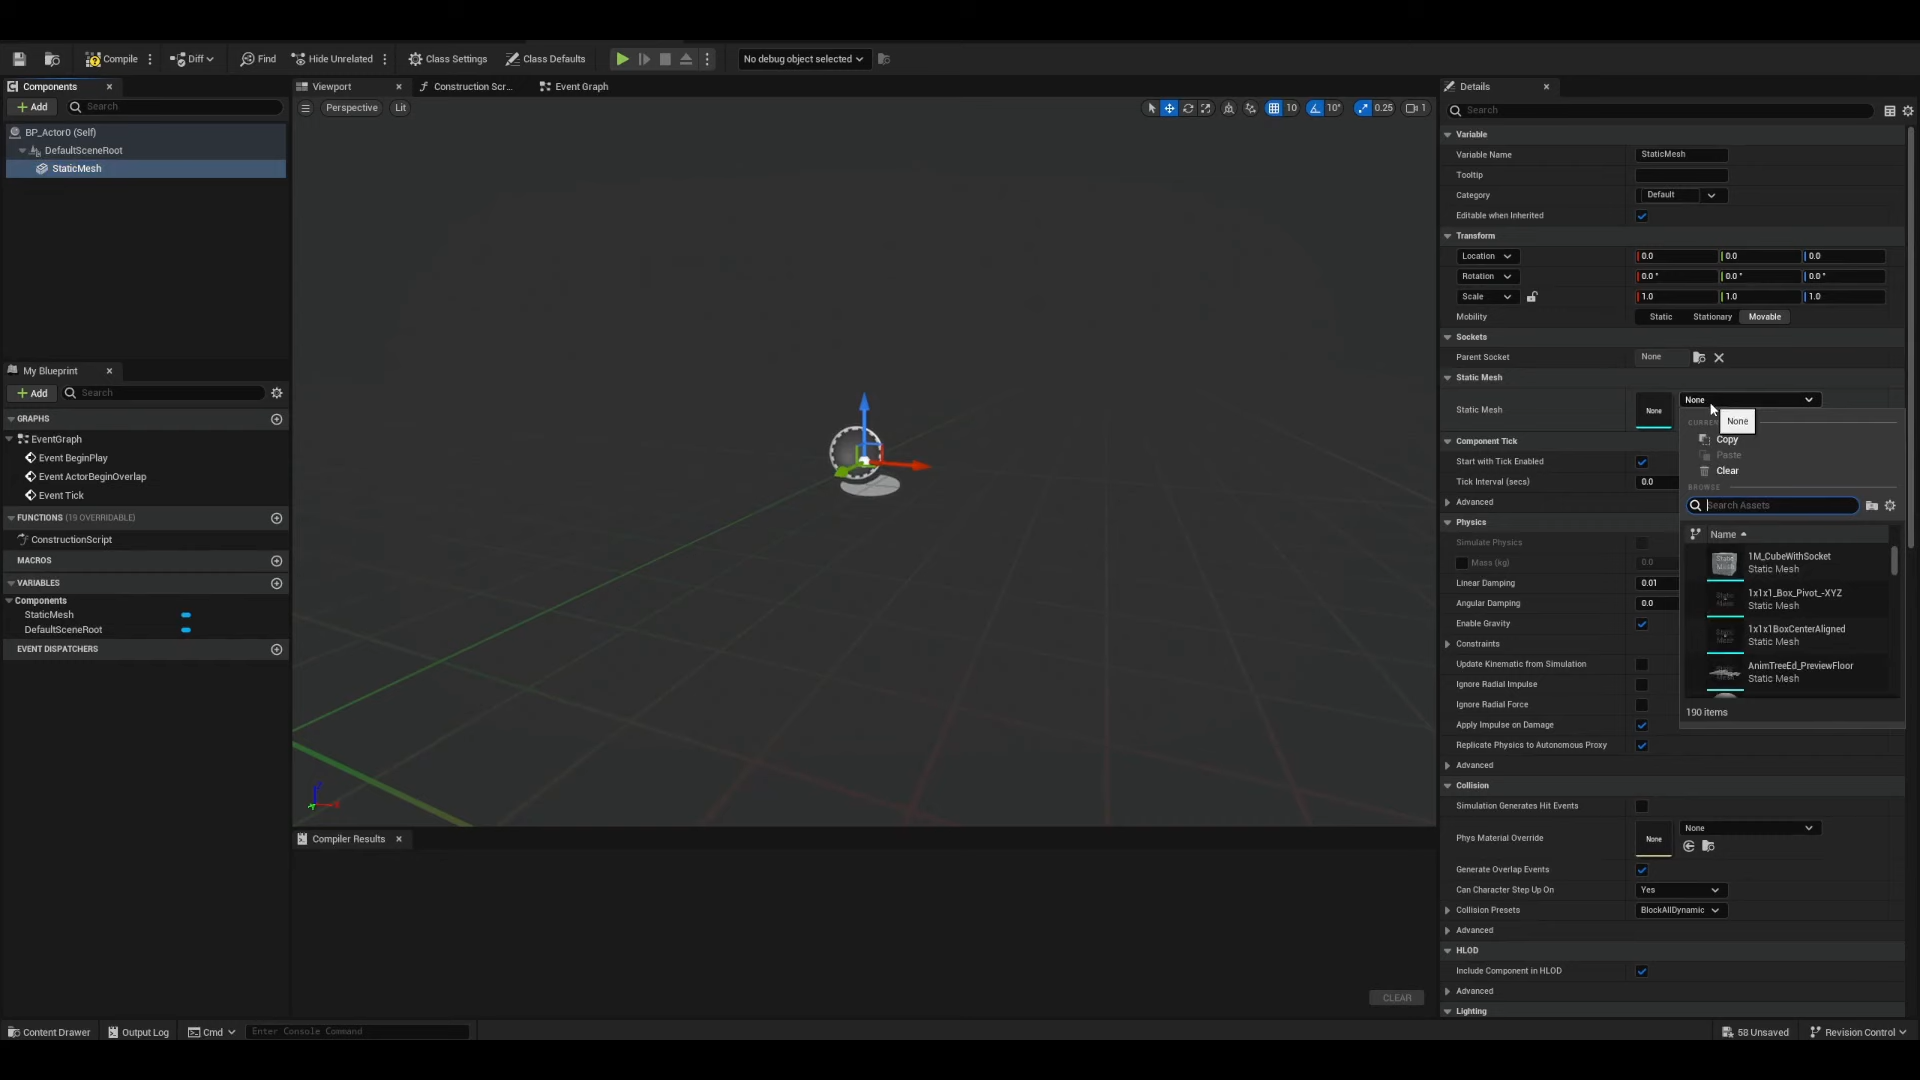 Compile
Diff
Find
Hide Unrelated
Class Settings
Class Defaults
No debug object selected
Components
Add
Search
BP_Actor0 (Self)
DefaultSceneRoot
StaticMesh
My Blueprint
Add
Search
GRAPHS
EventGraph
Event BeginPlay
Event ActorBeginOverlap
Event Tick
FUNCTIONS (19 OVERRIDABLE)
ConstructionScript
MACROS
VARIABLES
Components
StaticMesh
DefaultSceneRoot
EVENT DISPATCHERS
Viewport
Construction Scr...
Event Graph
Perspective
Lit
10
10°
0.25
1
Compiler Results
CLEAR
Details
Search
Variable
Variable Name StaticMesh
Tooltip
Category Default
Editable when Inherited
Transform
Location 0.0 0.0 0.0
Rotation 0.0 ° 0.0 ° 0.0 °
Scale 1.0 1.0 1.0
Mobility Static Stationary Movable
Sockets
Parent Socket None
Static Mesh
Static Mesh None None
None
Copy
Paste
Clear
BROWSE
Search Assets
Name
1M_CubeWithSocket
Static Mesh
1x1x1_Box_Pivot_-XYZ
Static Mesh
1x1x1BoxCenterAligned
Static Mesh
AnimTreeEd_PreviewFloor
Static Mesh
190 items
Component Tick
Start with Tick Enabled
Tick Interval (secs) 0.0
Advanced
Physics
Simulate Physics
Mass (kg) 0.0
Linear Damping 0.01
Angular Damping 0.0
Enable Gravity
Constraints
Update Kinematic from Simulation
Ignore Radial Impulse
Ignore Radial Force
Apply Impulse on Damage
Replicate Physics to Autonomous Proxy
Advanced
Collision
Simulation Generates Hit Events
Phys Material Override None None
Generate Overlap Events
Can Character Step Up On Yes
Collision Presets BlockAllDynamic
Advanced
HLOD
Include Component in HLOD
Advanced
Lighting
Content Drawer
Output Log
Cmd
Enter Console Command
58 Unsaved
Revision Control